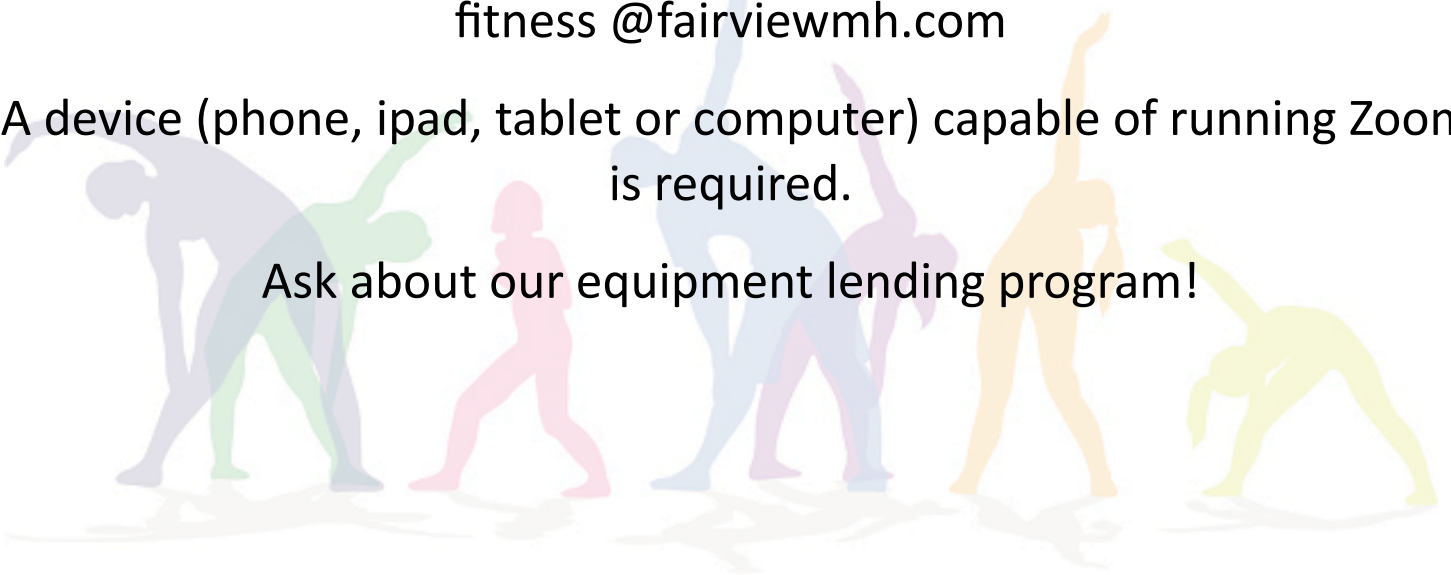 fitness @fairviewmh.com
A device (phone, ipad, tablet or computer) capable of running Zoom
is required.
Ask about our equipment lending program!